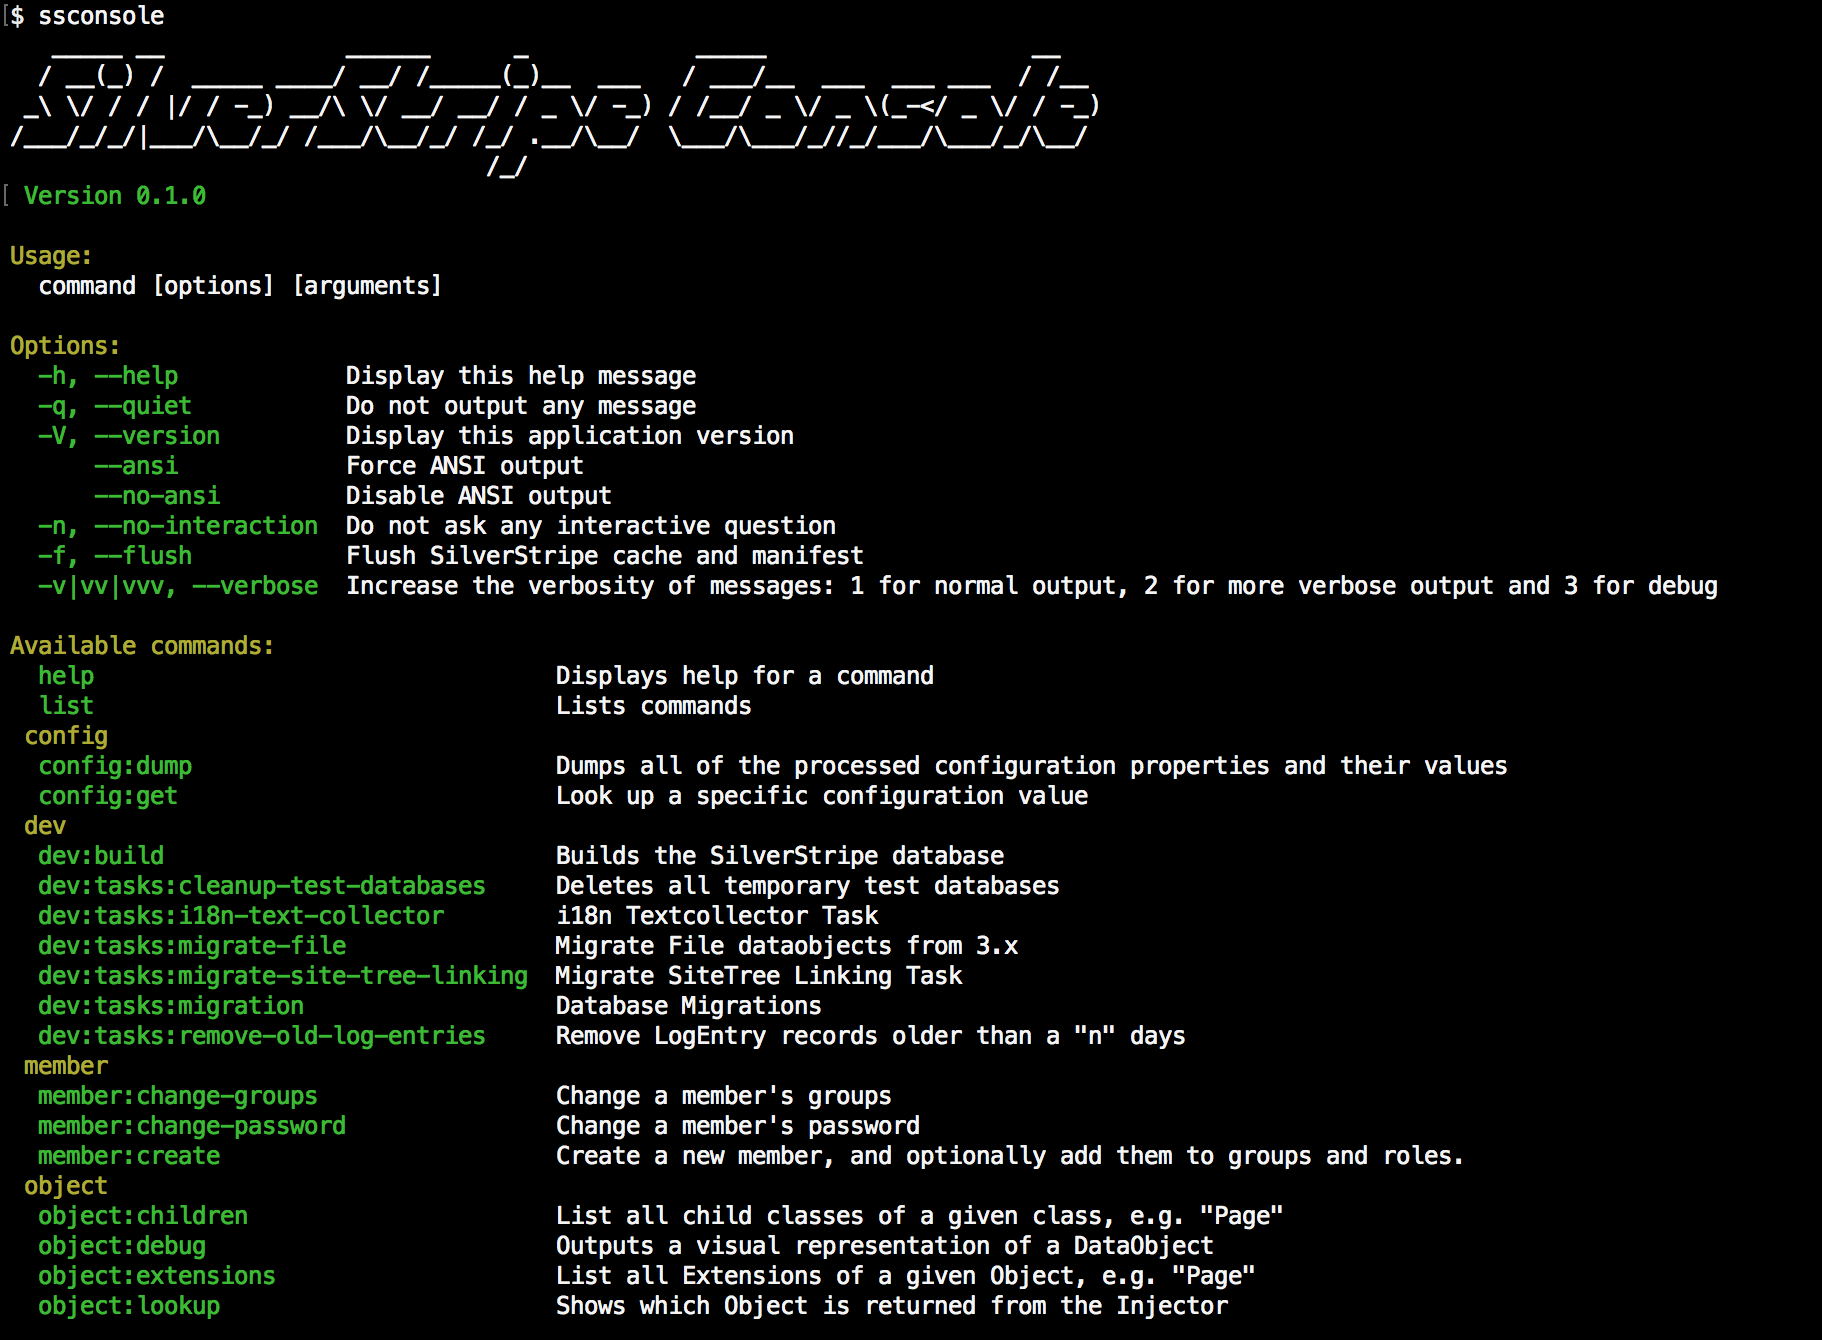 $ ssconsole
SilverStripe Console
Version 0.1.0
Usage:
command [options] [arguments]
Options:
-h, --help Display this help message
-q, --quiet Do not output any message
-V, --version Display this application version
--ansi Force ANSI output
--no-ansi Disable ANSI output
-n, --no-interaction Do not ask any interactive question
-f, --flush Flush SilverStripe cache and manifest
-v|vv|vvv, --verbose Increase the verbosity of messages: 1 for normal output, 2 for more verbose output and 3 for debug
Available commands:
help Displays help for a command
list Lists commands
config
config:dump Dumps all of the processed configuration properties and their values
config:get Look up a specific configuration value
dev
dev:build Builds the SilverStripe database
dev:tasks:cleanup-test-databases Deletes all temporary test databases
dev:tasks:i18n-text-collector i18n Textcollector Task
dev:tasks:migrate-file Migrate File dataobjects from 3.x
dev:tasks:migrate-site-tree-linking Migrate SiteTree Linking Task
dev:tasks:migration Database Migrations
dev:tasks:remove-old-log-entries Remove LogEntry records older than a "n" days
member
member:change-groups Change a member's groups
member:change-password Change a member's password
member:create Create a new member, and optionally add them to groups and roles.
object
object:children List all child classes of a given class, e.g. "Page"
object:debug Outputs a visual representation of a DataObject
object:extensions List all Extensions of a given Object, e.g. "Page"
object:lookup Shows which Object is returned from the Injector